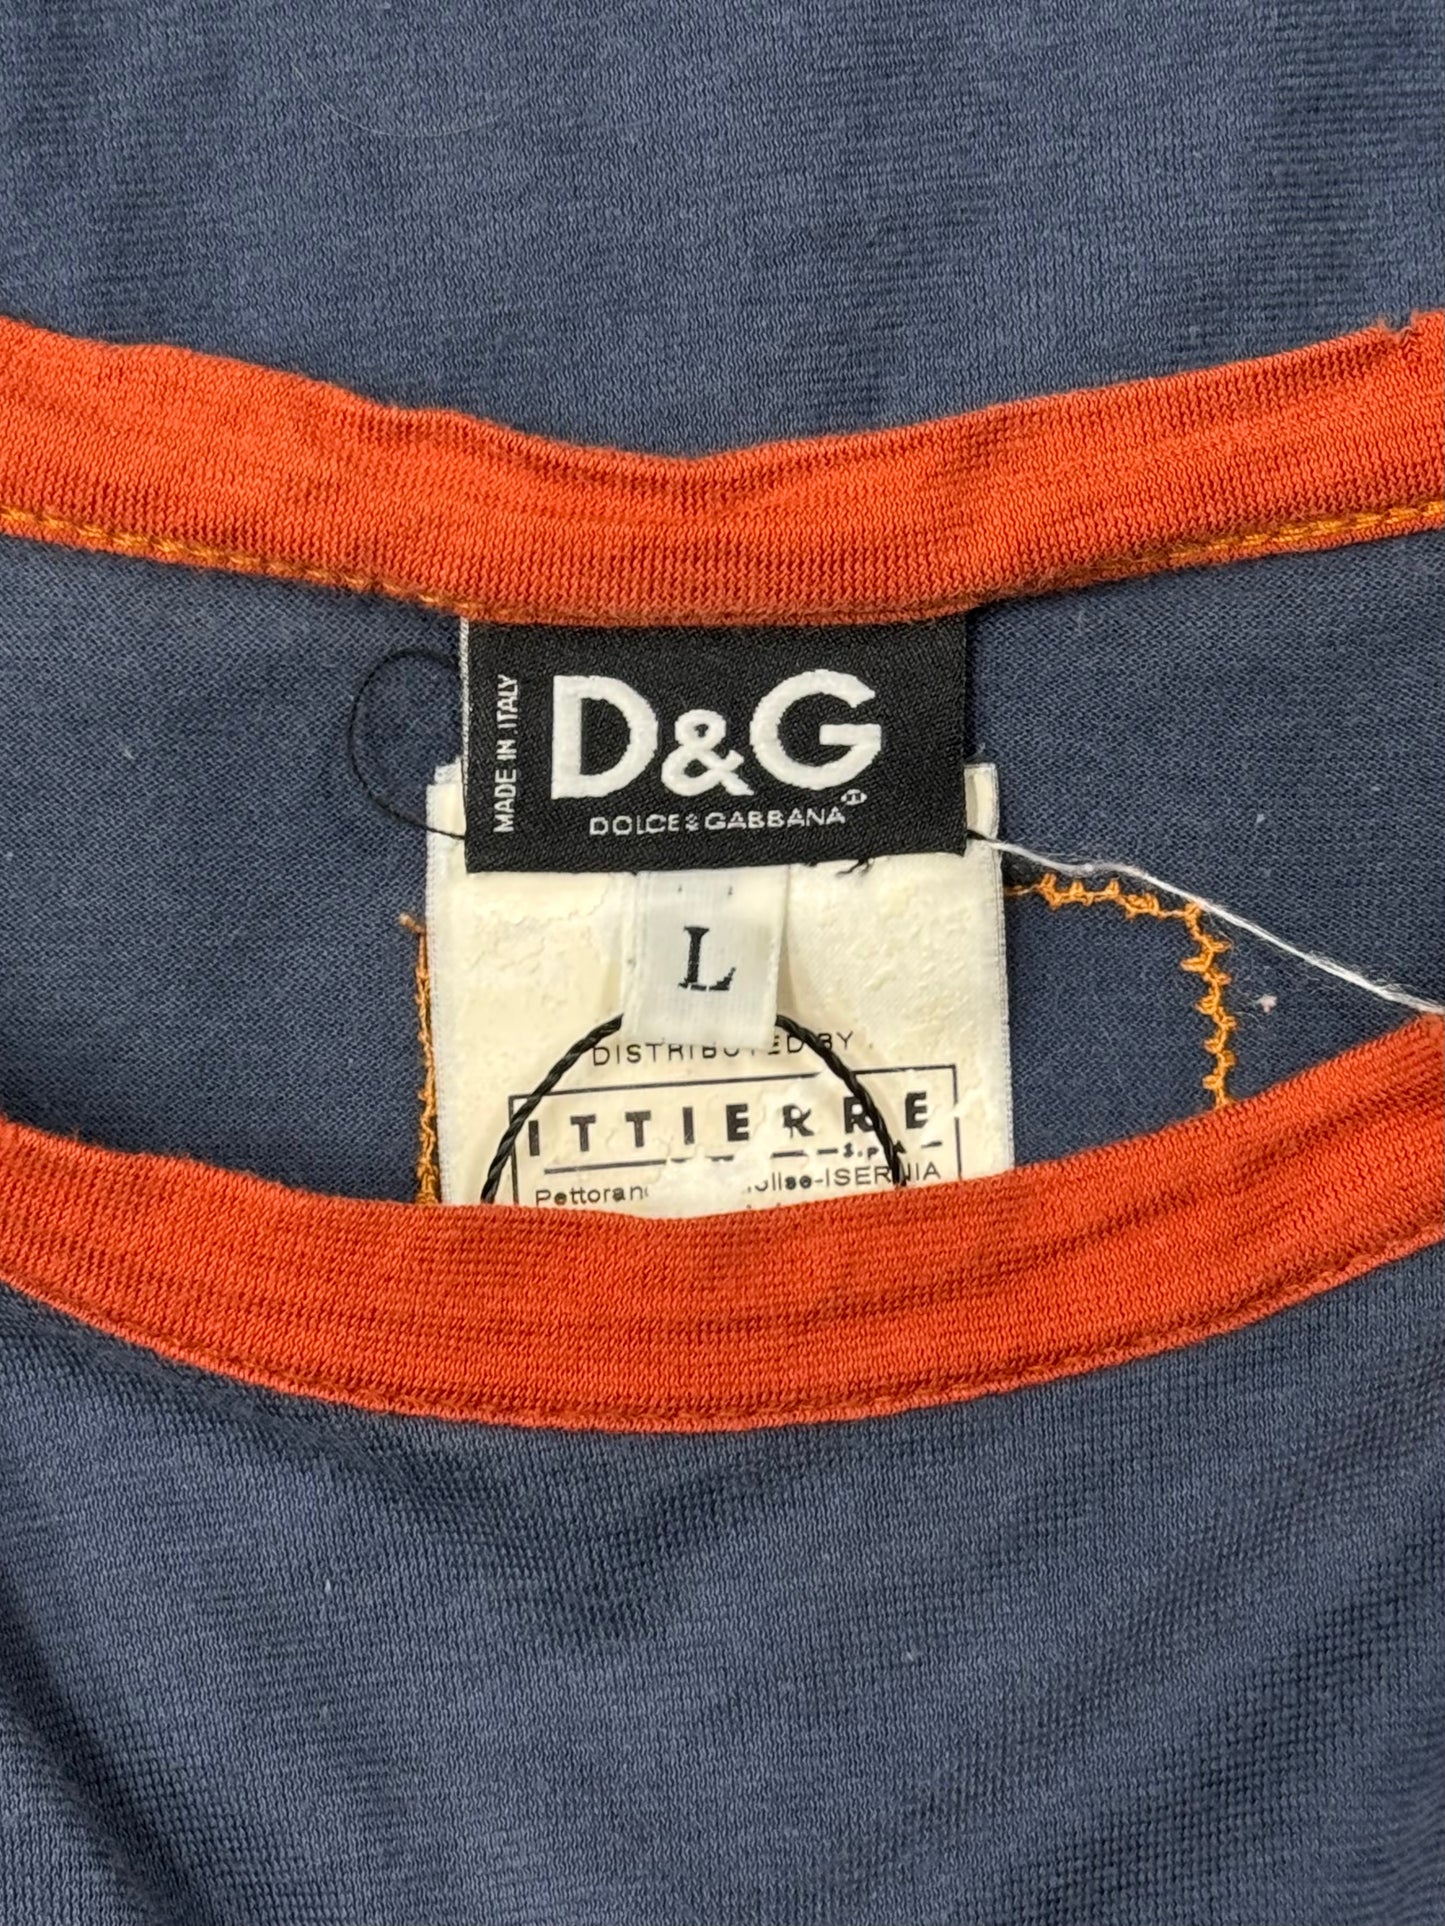 MADE IN ITALY
D&G
DOLCE & GABBANA
L
DISTRIBUTED BY
ITTIERRE
S.p.A